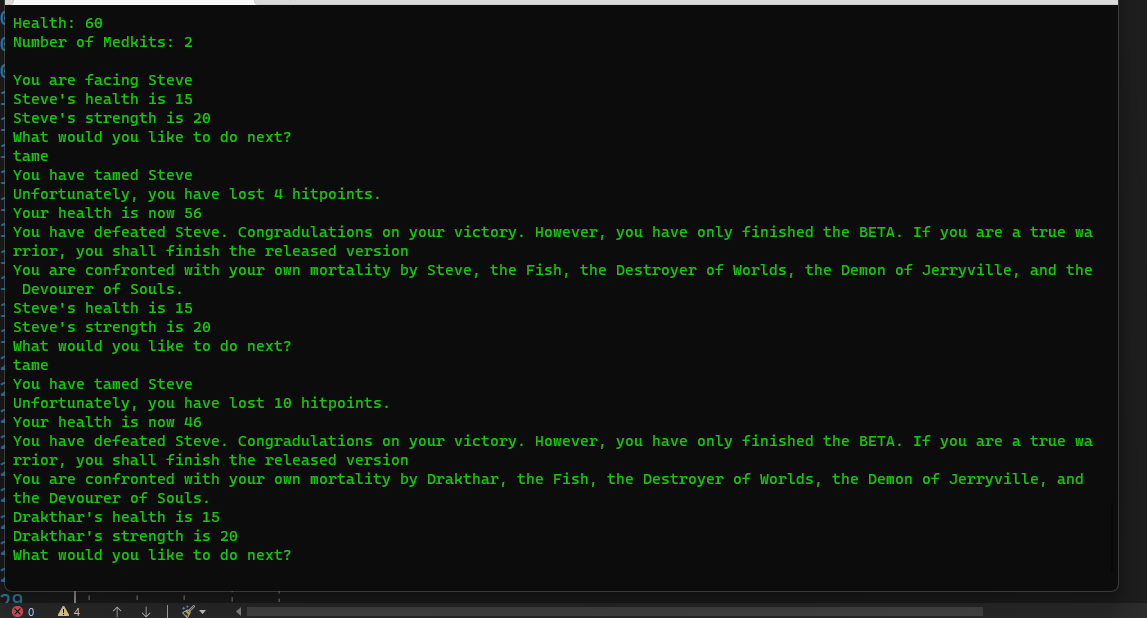 Health: 60
Number of Medkits: 2
You are facing Steve
Steve's health is 15
Steve's strength is 20
What would you like to do next?
tame
You have tamed Steve
Unfortunately, you have lost 4 hitpoints.
Your health is now 56
You have defeated Steve. Congradulations on your victory. However, you have only finished the BETA. If you are a true wa
rrior, you shall finish the released version
You are confronted with your own mortality by Steve, the Fish, the Destroyer of Worlds, the Demon of Jerryville, and the
Devourer of Souls.
Steve's health is 15
Steve's strength is 20
What would you like to do next?
tame
You have tamed Steve
Unfortunately, you have lost 10 hitpoints.
Your health is now 46
You have defeated Steve. Congradulations on your victory. However, you have only finished the BETA. If you are a true wa
rrior, you shall finish the released version
You are confronted with your own mortality by Drakthar, the Fish, the Destroyer of Worlds, the Demon of Jerryville, and
the Devourer of Souls.
Drakthar's health is 15
Drakthar's strength is 20
What would you like to do next?
29
0 4